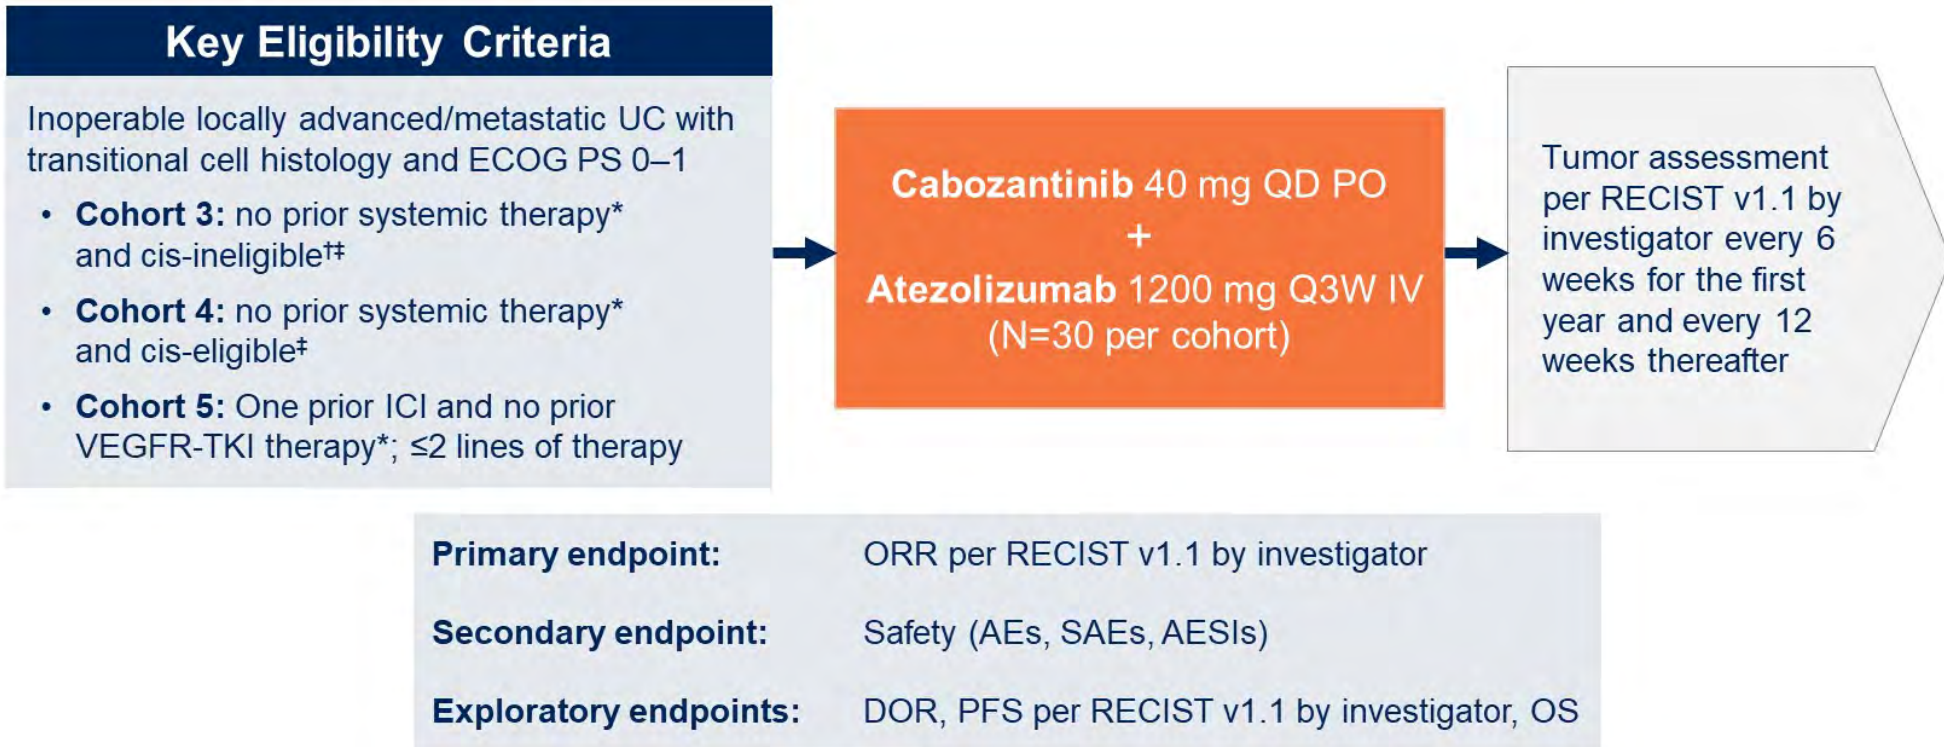 Key Eligibility Criteria
Inoperable locally advanced/metastatic UC with
transitional cell histology and ECOG PS 0–1
• Cohort 3: no prior systemic therapy*
and cis-ineligible†‡
• Cohort 4: no prior systemic therapy*
and cis-eligible‡
• Cohort 5: One prior ICI and no prior
VEGFR-TKI therapy*; ≤2 lines of therapy
Cabozantinib 40 mg QD PO
+
Atezolizumab 1200 mg Q3W IV
(N=30 per cohort)
Tumor assessment
per RECIST v1.1 by
investigator every 6
weeks for the first
year and every 12
weeks thereafter
Primary endpoint: ORR per RECIST v1.1 by investigator
Secondary endpoint: Safety (AEs, SAEs, AESIs)
Exploratory endpoints: DOR, PFS per RECIST v1.1 by investigator, OS